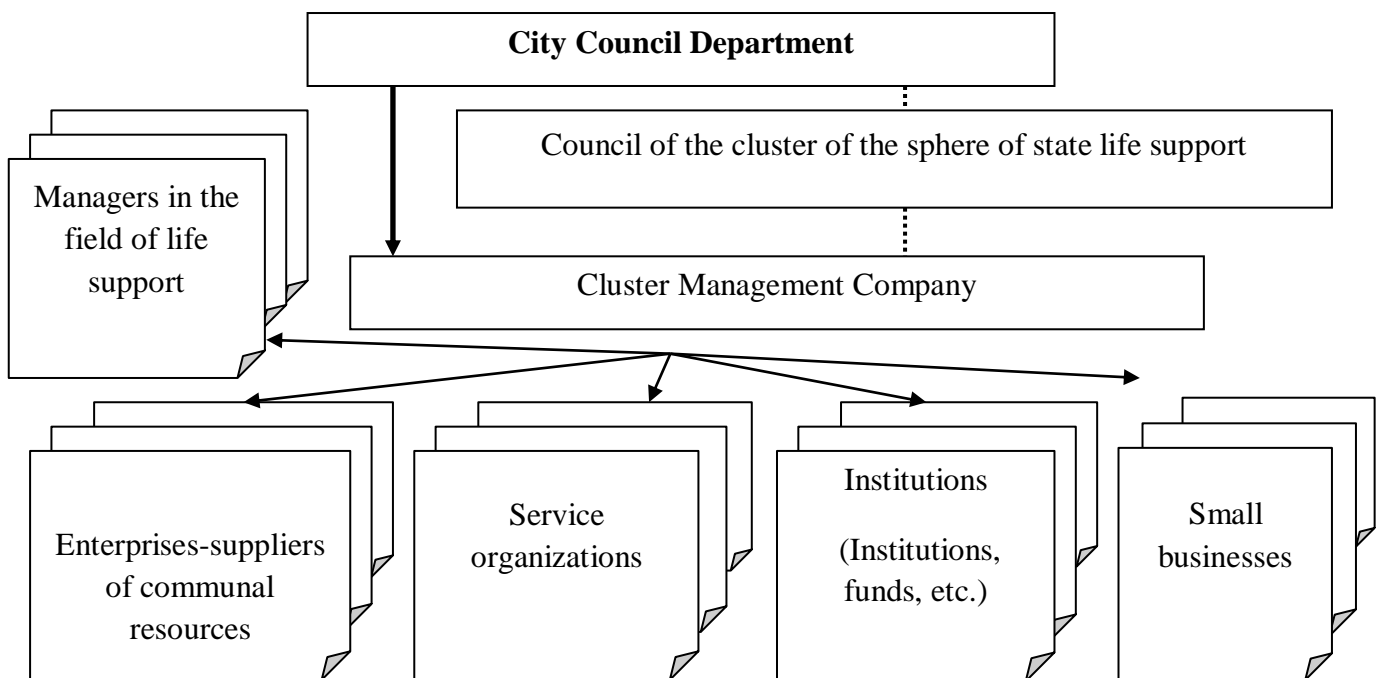 City Council Department
Council of the cluster of the sphere of state life support
Managers in the
field of life
support
Cluster Management Company
Enterprises-suppliers
of communal
resources
Service
organizations
Institutions
(Institutions,
funds, etc.)
Small
businesses